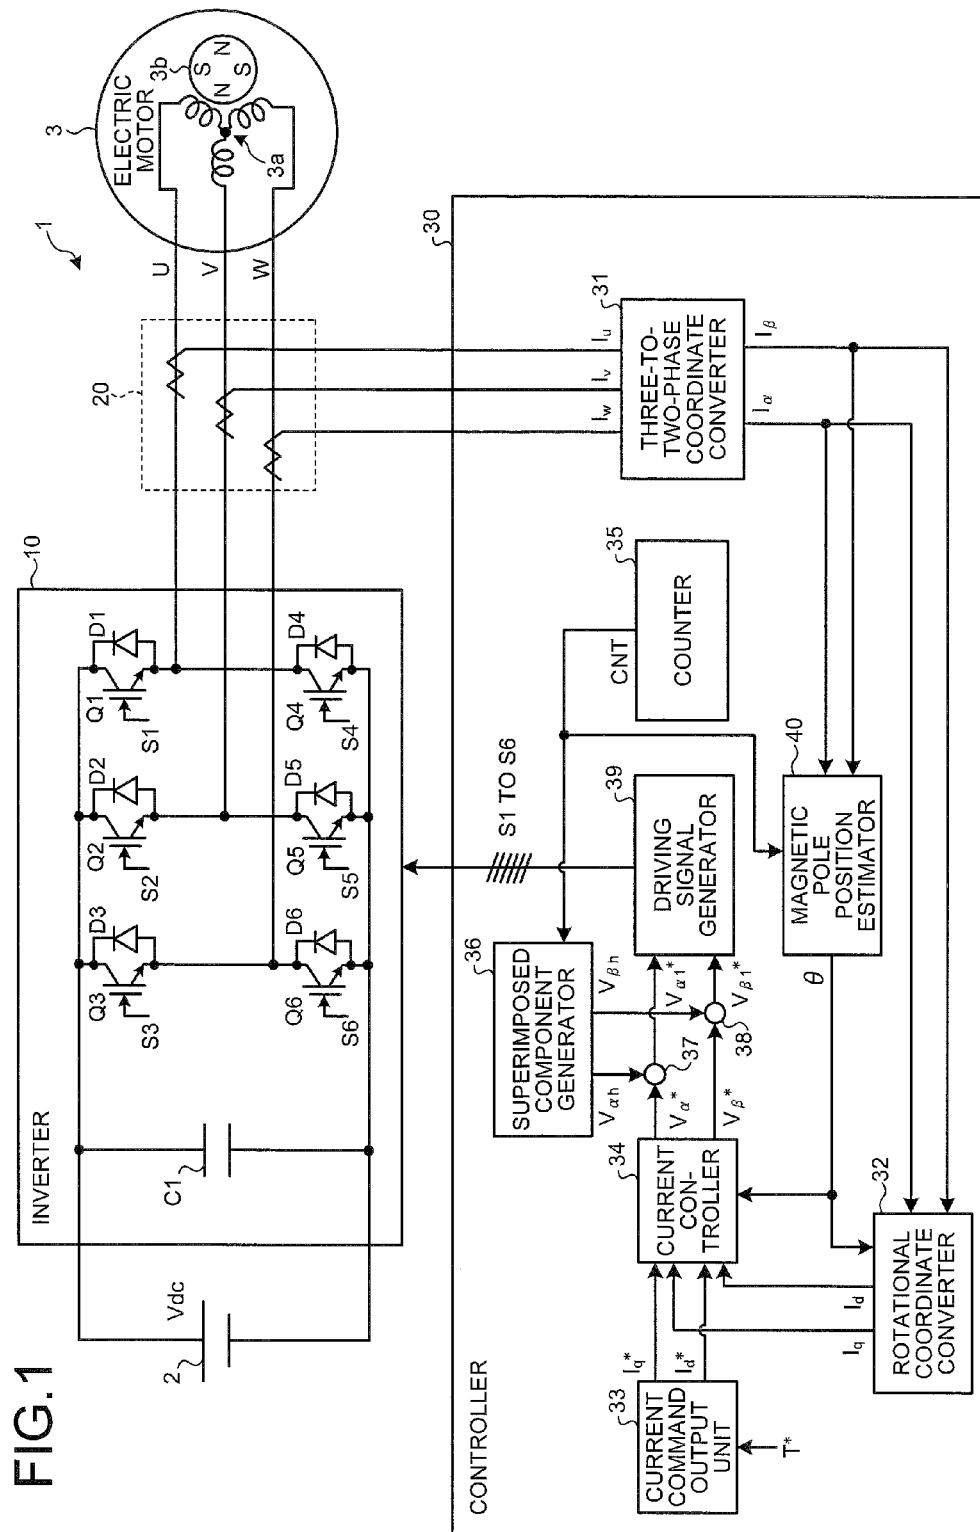 FIG.1
1
2
Vdc
INVERTER
10
C1
Q3
D3
S3
Q2
D2
S2
Q1
D1
S1
Q6
D6
S6
Q5
D5
S5
Q4
D4
S4
20
U
V
W
3
ELECTRIC
MOTOR
3a
3b
N
S
N
S
CONTROLLER
30
S1 TO S6
Iu
Iv
Iw
31
THREE-TO-
TWO-PHASE
COORDINATE
CONVERTER
Iα
Iβ
35
COUNTER
CNT
36
SUPERIMPOSED
COMPONENT
GENERATOR
Vαh
Vβh
37
38
Vα*
Vβ*
Vα1*
Vβ1*
39
DRIVING
SIGNAL
GENERATOR
34
CURRENT
CON-
TROLLER
33
CURRENT
COMMAND
OUTPUT
UNIT
T*
Iq*
Id*
Iq
Id
40
MAGNETIC
POLE
POSITION
ESTIMATOR
θ
32
ROTATIONAL
COORDINATE
CONVERTER